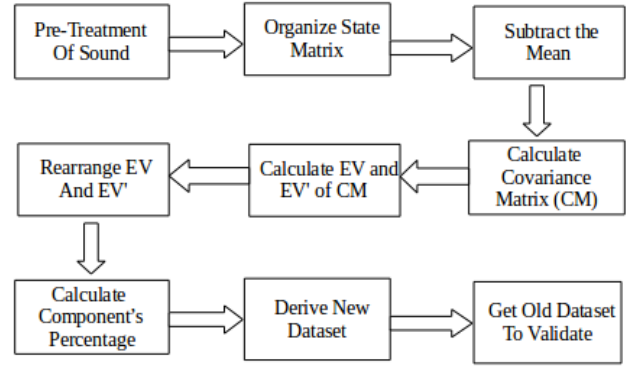 Pre-Treatment
Of Sound
Organize State
Matrix
Subtract the
Mean
Calculate
Covariance
Matrix (CM)
Calculate EV and
EV' of CM
Rearrange EV
And EV'
Calculate
Component's
Percentage
Derive New
Dataset
Get Old Dataset
To Validate